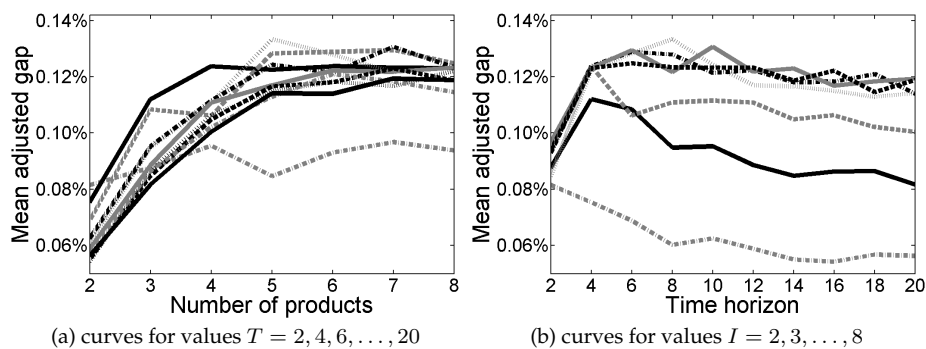 0.14%
0.12%
0.10%
0.08%
0.06%
Mean adjusted gap
2 3 4 5 6 7 8
Number of products
(a) curves for values T = 2, 4, 6, . . . , 20
0.14%
0.12%
0.10%
0.08%
0.06%
Mean adjusted gap
2 4 6 8 10 12 14 16 18 20
Time horizon
(b) curves for values I = 2, 3, . . . , 8